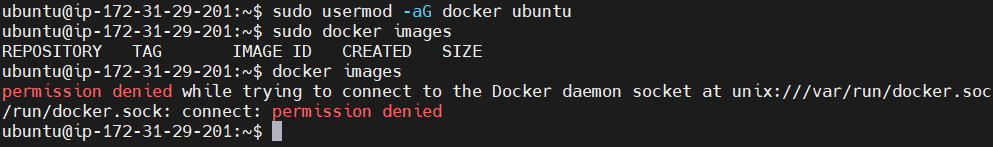 ubuntu@ip-172-31-29-201:~$ sudo usermod -aG docker ubuntu
ubuntu@ip-172-31-29-201:~$ sudo docker images
REPOSITORY   TAG       IMAGE ID   CREATED   SIZE
ubuntu@ip-172-31-29-201:~$ docker images
permission denied while trying to connect to the Docker daemon socket at unix:///var/run/docker.soc
/run/docker.sock: connect: permission denied
ubuntu@ip-172-31-29-201:~$